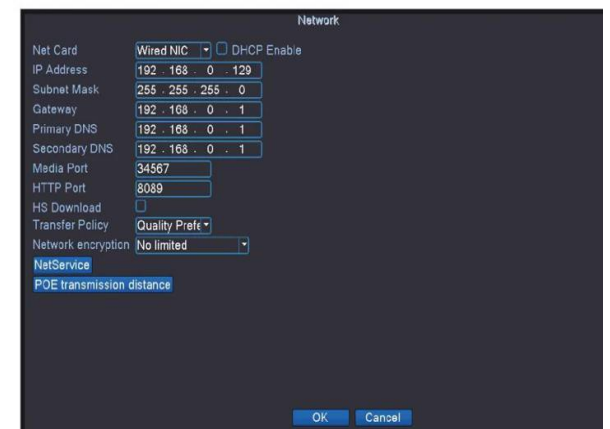 Network
Net Card Wired NIC DHCP Enable
IP Address 192 . 168 . 0 . 129
Subnet Mask 255 . 255 . 255 . 0
Gateway 192 . 168 . 0 . 1
Primary DNS 192 . 168 . 0 . 1
Secondary DNS 192 . 168 . 0 . 1
Media Port 34567
HTTP Port 8089
HS Download
Transfer Policy Quality Prefe
Network encryption No limited
NetService
POE transmission distance
OK Cancel